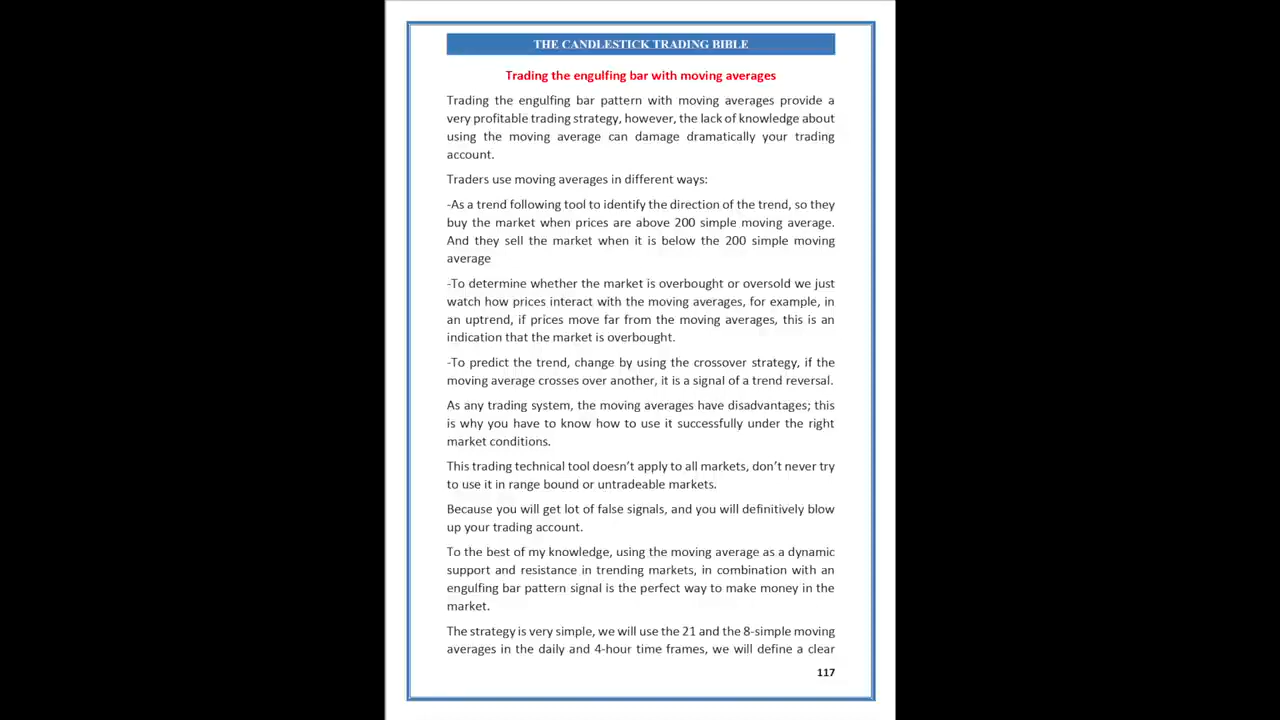 THE CANDLESTICK TRADING BIBLE
Trading the engulfing bar with moving averages
Trading the engulfing bar pattern with moving averages provide a
very profitable trading strategy, however, the lack of knowledge about
using the moving average can damage dramatically your trading
account.
Traders use moving averages in different ways:
-As a trend following tool to identify the direction of the trend, so they
buy the market when prices are above 200 simple moving average.
And they sell the market when it is below the 200 simple moving
average
-To determine whether the market is overbought or oversold we just
watch how prices interact with the moving averages, for example, in
an uptrend, if prices move far from the moving averages, this is an
indication that the market is overbought.
-To predict the trend, change by using the crossover strategy, if the
moving average crosses over another, it is a signal of a trend reversal.
As any trading system, the moving averages have disadvantages; this
is why you have to know how to use it successfully under the right
market conditions.
This trading technical tool doesn’t apply to all markets, don’t never try
to use it in range bound or untradeable markets.
Because you will get lot of false signals, and you will definitively blow
up your trading account.
To the best of my knowledge, using the moving average as a dynamic
support and resistance in trending markets, in combination with an
engulfing bar pattern signal is the perfect way to make money in the
market.
The strategy is very simple, we will use the 21 and the 8-simple moving
averages in the daily and 4-hour time frames, we will define a clear
117